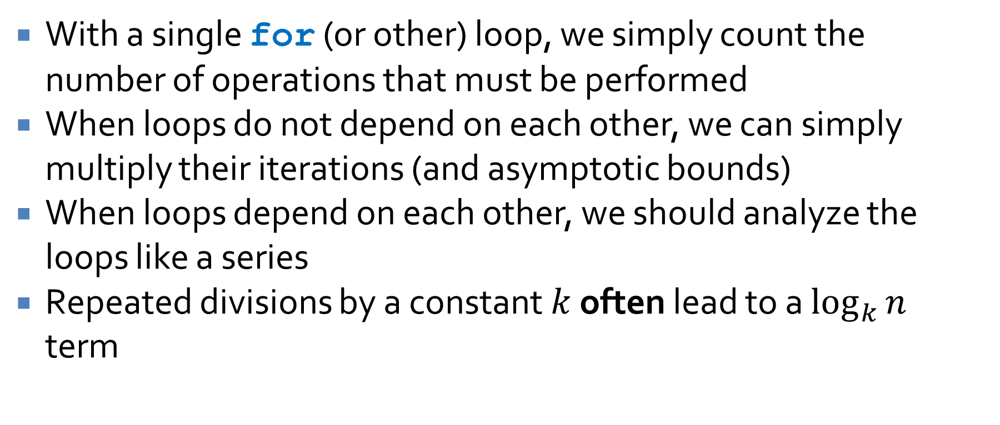 ▪ With a single for (or other) loop, we simply count the
number of operations that must be performed
▪ When loops do not depend on each other, we can simply
multiply their iterations (and asymptotic bounds)
▪ When loops depend on each other, we should analyze the
loops like a series
▪ Repeated divisions by a constant k often lead to a logₖ n
term